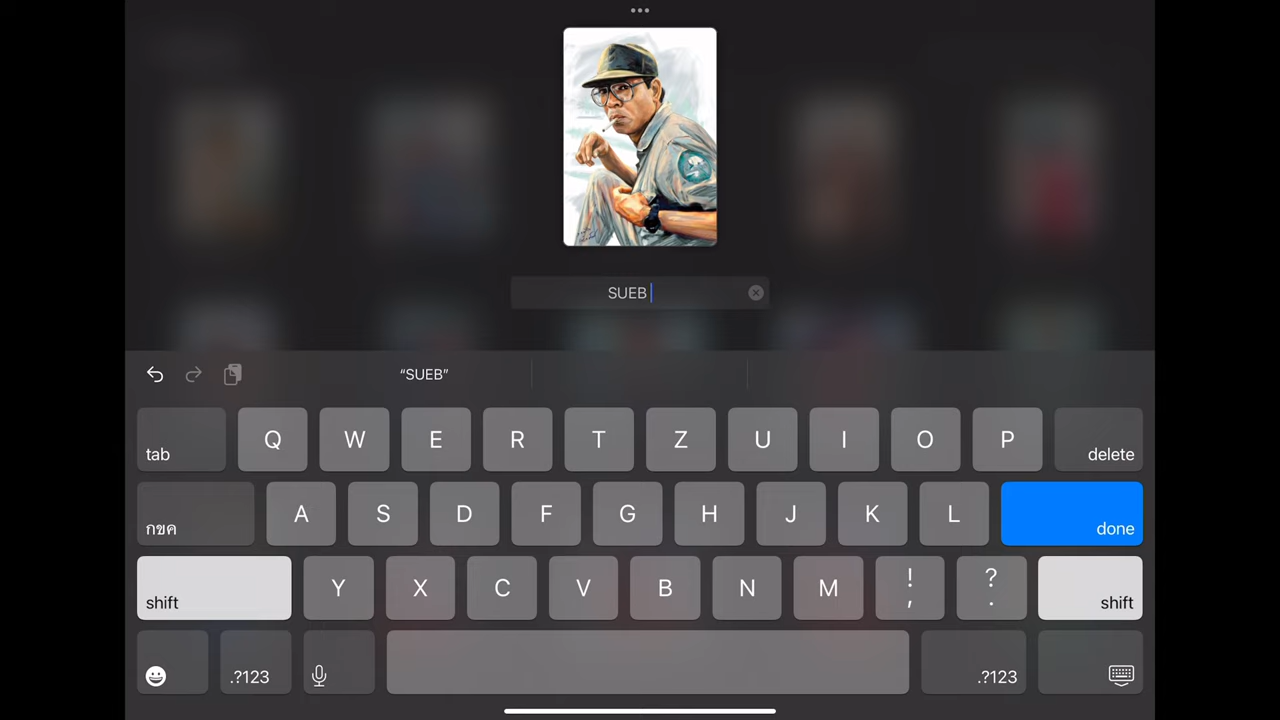 SUEB
“SUEB”
tab
Q
W
E
R
T
Z
U
I
O
P
delete
กขค
A
S
D
F
G
H
J
K
L
done
shift
Y
X
C
V
B
N
M
!
,
?
.
shift
.?123
.?123